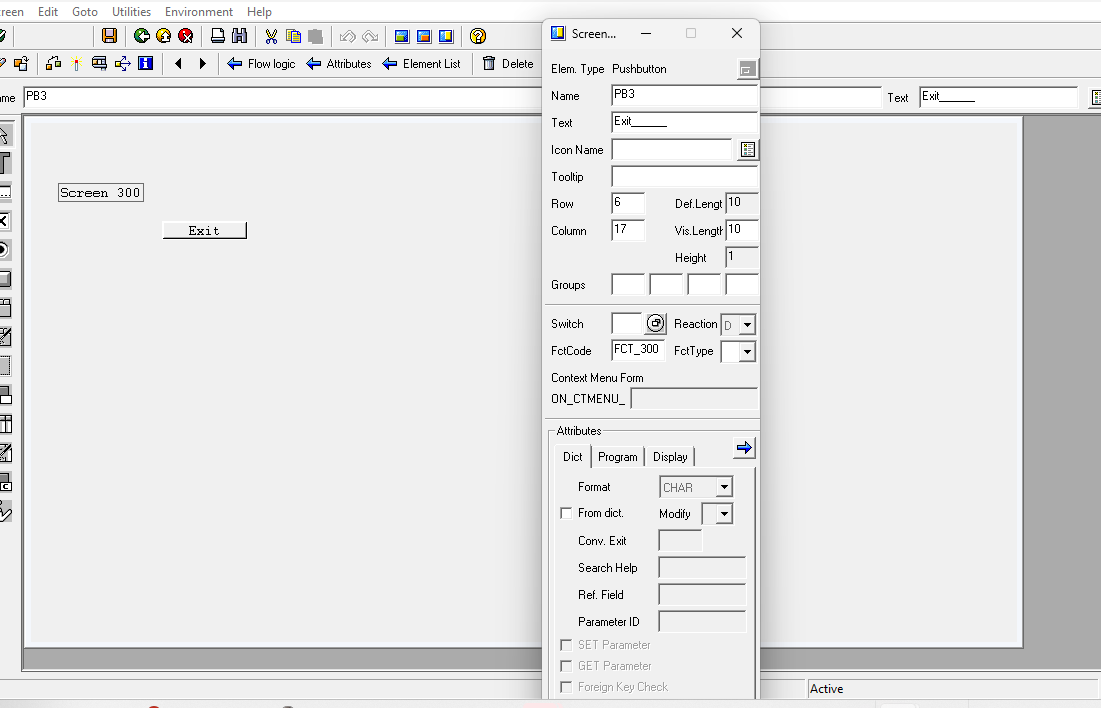 reen Edit Goto Utilities Environment Help
Flow logic Attributes Element List Delete
me PB3 Text Exit______
Screen 300
Exit
Screen...
Elem. Type Pushbutton
Name PB3
Text Exit______
Icon Name
Tooltip
Row 6 Def.Lengt 10
Column 17 Vis.Length 10
Height 1
Groups
Switch Reaction D
FctCode FCT_300 FctType
Context Menu Form
ON_CTMENU_
Attributes
Dict Program Display
Format CHAR
From dict. Modify
Conv. Exit
Search Help
Ref. Field
Parameter ID
SET Parameter
GET Parameter
Foreign Key Check
Active